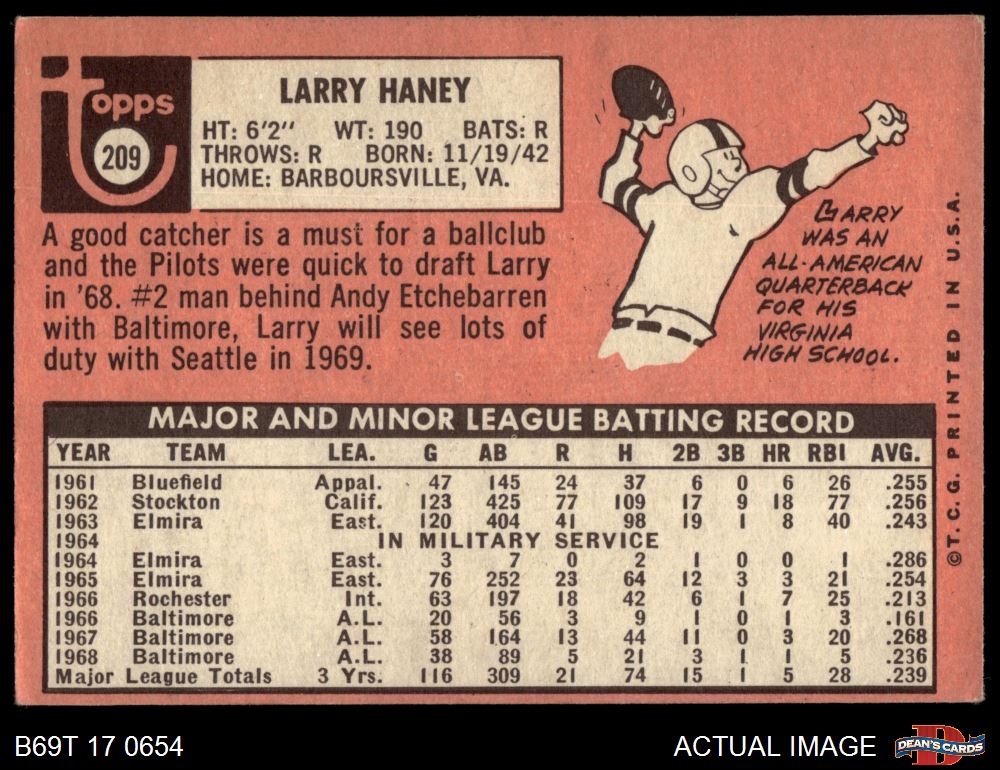 Topps
209
LARRY HANEY
HT: 6'2" WT: 190 BATS: R
THROWS: R BORN: 11/19/42
HOME: BARBOURSVILLE, VA.
A good catcher is a must for a ballclub
and the Pilots were quick to draft Larry
in '68. #2 man behind Andy Etchebarren
with Baltimore, Larry will see lots of
duty with Seattle in 1969.
LARRY
WAS AN
ALL-AMERICAN
QUARTERBACK
FOR HIS
VIRGINIA
HIGH SCHOOL.
©T. C. G. PRINTED IN U.S.A.
MAJOR AND MINOR LEAGUE BATTING RECORD
YEAR TEAM LEA. G AB R H 2B 3B HR RBI AVG.
1961 Bluefield Appal. 47 145 24 37 6 0 6 26 .255
1962 Stockton Calif. 123 425 77 109 17 9 18 77 .256
1963 Elmira East. 120 404 41 98 19 1 8 40 .243
1964 IN MILITARY SERVICE
1964 Elmira East. 3 7 0 2 1 0 0 1 .286
1965 Elmira East. 76 252 23 64 12 3 3 21 .254
1966 Rochester Int. 63 197 18 42 6 1 7 25 .213
1966 Baltimore A.L. 20 56 3 9 1 0 1 3 .161
1967 Baltimore A.L. 58 164 13 44 11 0 3 20 .268
1968 Baltimore A.L. 38 89 5 21 3 1 1 5 .236
Major League Totals 3 Yrs. 116 309 21 74 15 1 5 28 .239
B69T 17 0654
ACTUAL IMAGE
DEAN'S CARDS